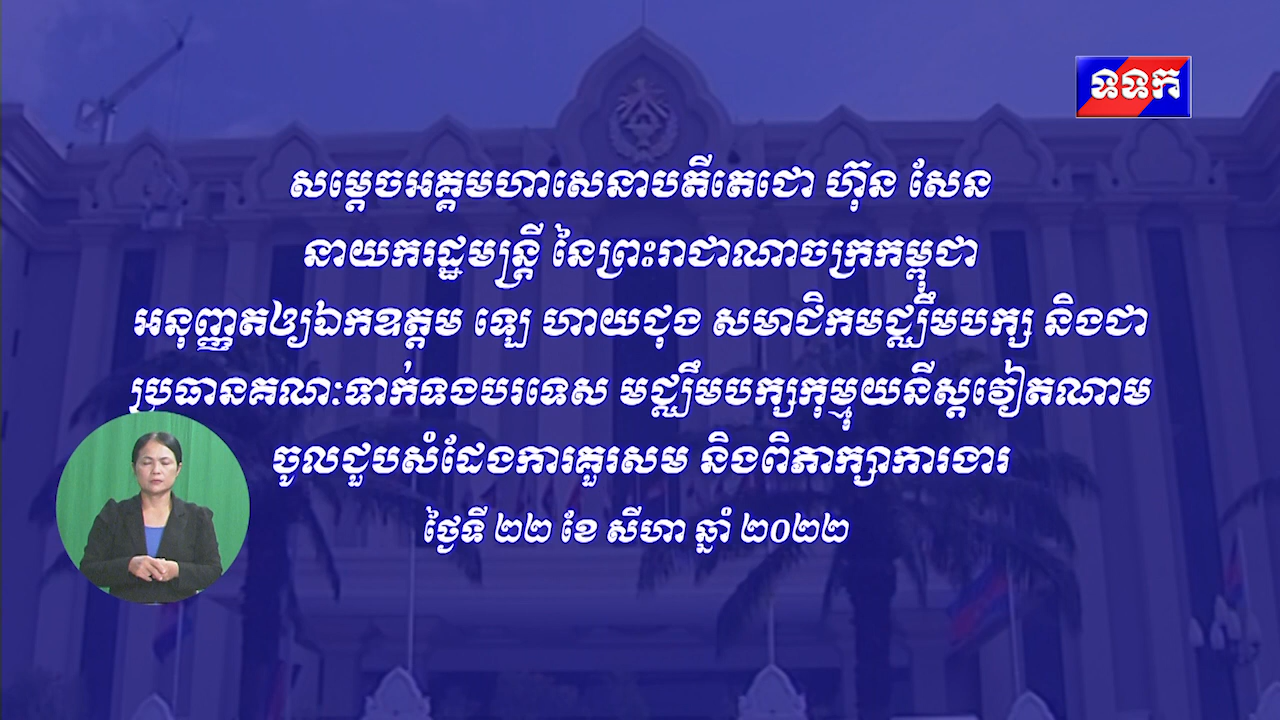 ទទក
សម្តេចអគ្គមហាសេនាបតីតេជោ ហ៊ុន សែន
នាយករដ្ឋមន្ត្រី នៃព្រះរាជាណាចក្រកម្ពុជា
អនុញ្ញតឲ្យឯកឧត្តម ឡេ ហាយជុង សមាជិកមជ្ឈឹមបក្ស និងជា
ប្រធានគណៈទាក់ទងបរទេស មជ្ឈឹមបក្សកុម្មុយនីស្តវៀតណាម
ចូលជួបសំដែងការគួរសម និងពិភាក្សាការងារ
ថ្ងៃទី ២២ ខែ សីហា ឆ្នាំ ២០២២